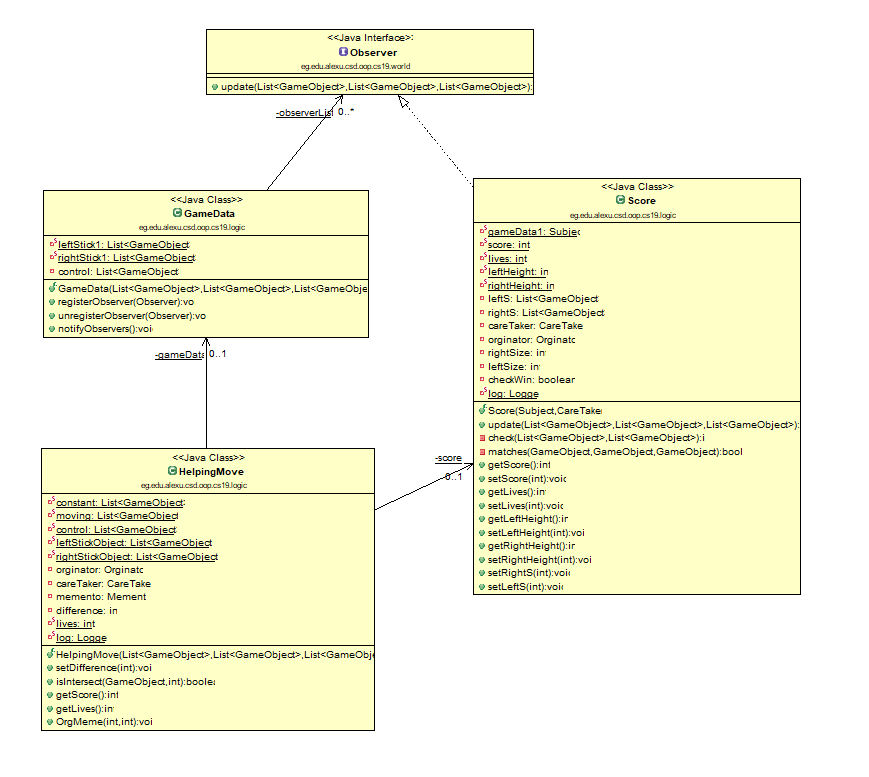 <<Java Interface>>
Observer
eg.edu.alexu.csd.oop.cs19.world
update(List<GameObject>,List<GameObject>,List<GameObject>):
-observerList 0..*
<<Java Class>>
GameData
eg.edu.alexu.csd.oop.cs19.logic
leftStick1: List<GameObject
rightStick1: List<GameObject
control: List<GameObject
GameData(List<GameObject>,List<GameObject>,List<GameObje
registerObserver(Observer):vo
unregisterObserver(Observer):vo
notifyObservers():voi
-gameData 0..1
<<Java Class>>
Score
eg.edu.alexu.csd.oop.cs19.logic
gameData1: Subjec
score: int
lives: int
leftHeight: in
rightHeight: in
leftS: List<GameObject
rightS: List<GameObject
careTaker: CareTake
orginator: Orginato
rightSize: in
leftSize: in
checkWin: boolear
log: Logge
Score(Subject,CareTaker
update(List<GameObject>,List<GameObject>,List<GameObject>):
check(List<GameObject>,List<GameObject>):i
matches(GameObject,GameObject,GameObject):bool
getScore():int
setScore(int):voic
getLives():in
setLives(int):voic
getLeftHeight():ir
setLeftHeight(int):voi
getRightHeight():ir
setRightHeight(int):voi
setRightS(int):voic
setLeftS(int):voic
<<Java Class>>
HelpingMove
eg.edu.alexu.csd.oop.cs19.logic
constant: List<GameObject>
moving: List<GameObject
control: List<GameObject
leftStickObject: List<GameObject
rightStickObject: List<GameObject
orginator: Orginato
careTaker: CareTake
memento: Mement
difference: in
lives: int
log: Logge
HelpingMove(List<GameObject>,List<GameObject>,List<GameObj
setDifference(int):voi
isIntersect(GameObject,int):boolea
getScore():int
getLives():in
OrgMeme(int,int):voi
-score
0..1